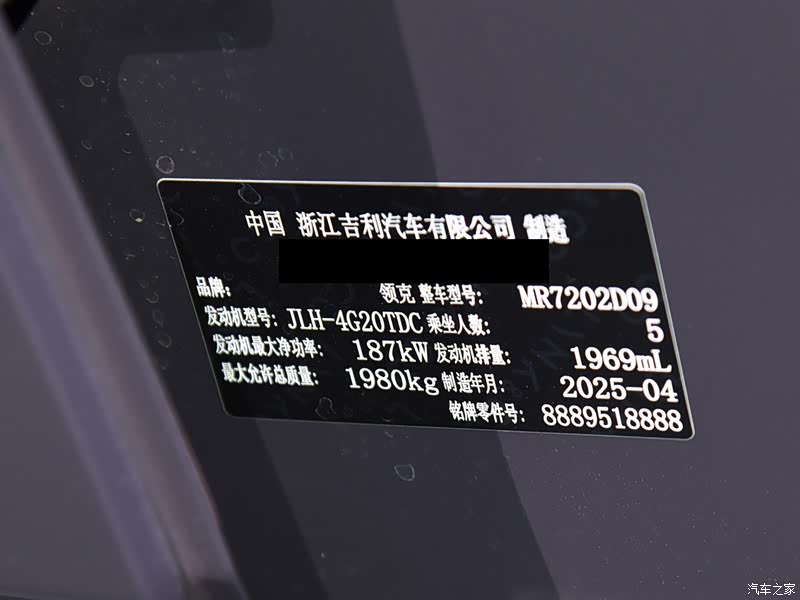 中国 浙江吉利汽车有限公司 制造
品牌: 领克 整车型号: MR7202D09
发动机型号: JLH-4G20TDC 乘坐人数: 5
发动机最大净功率: 187kW 发动机排量: 1969mL
最大允许总质量: 1980kg 制造年月: 2025-04
铭牌零件号: 8889518888
汽车之家